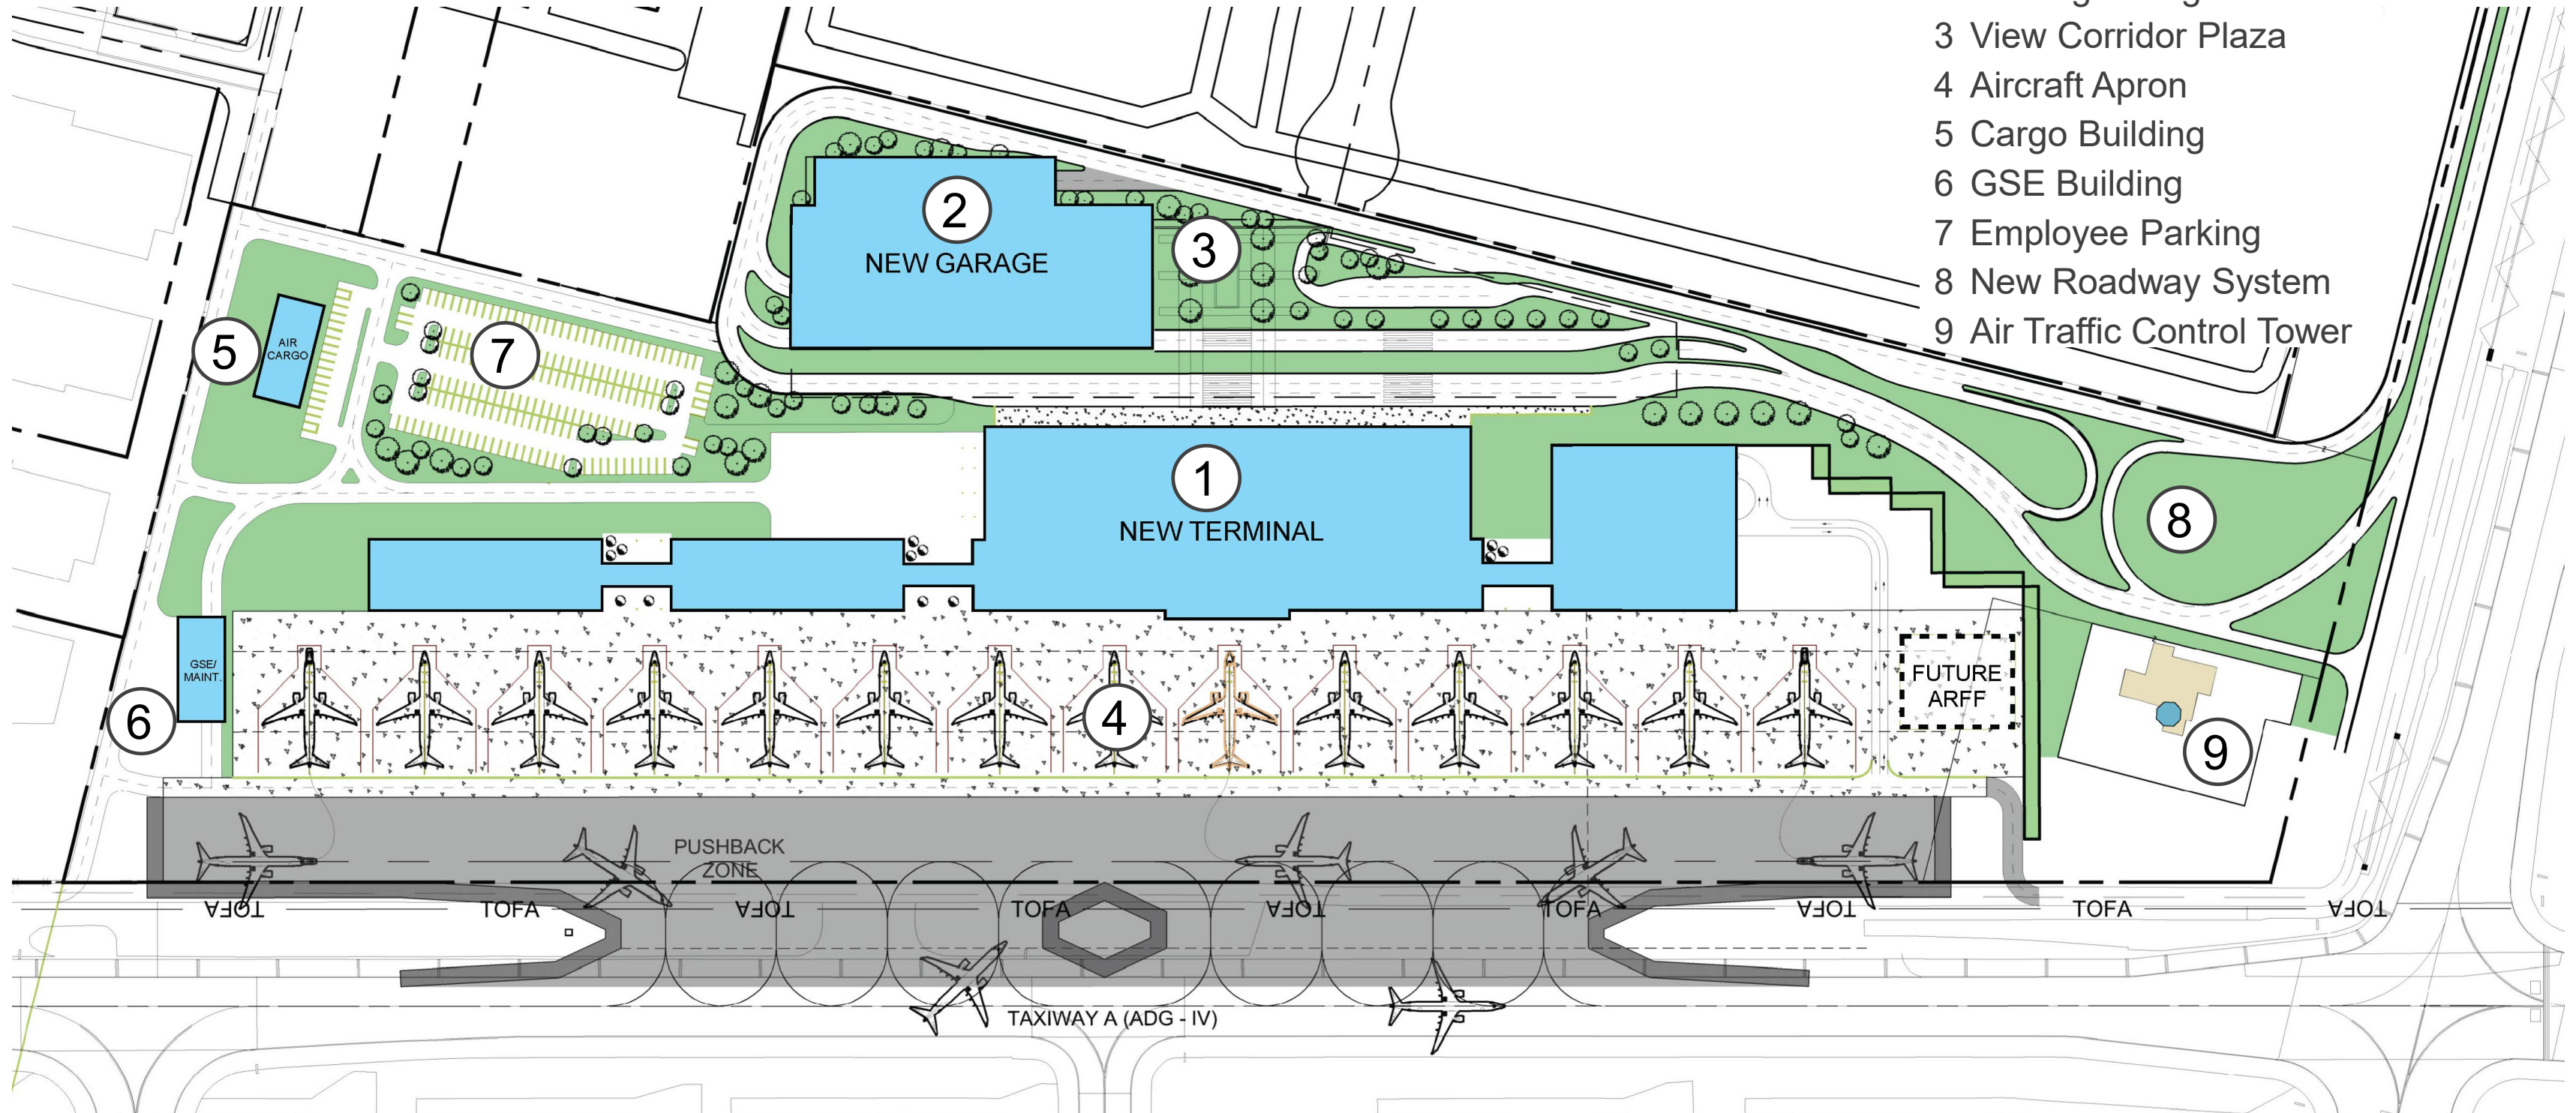 3 View Corridor Plaza
4 Aircraft Apron
5 Cargo Building
6 GSE Building
7 Employee Parking
8 New Roadway System
9 Air Traffic Control Tower
2
NEW GARAGE
3
5
AIR
CARGO
7
1
NEW TERMINAL
8
GSE/
MAINT.
6
4
FUTURE
ARFF
9
PUSHBACK
ZONE
TOFA
TOFA
TOFA
TOFA
TOFA
TOFA
TOFA
TOFA
TOFA
TAXIWAY A (ADG - IV)